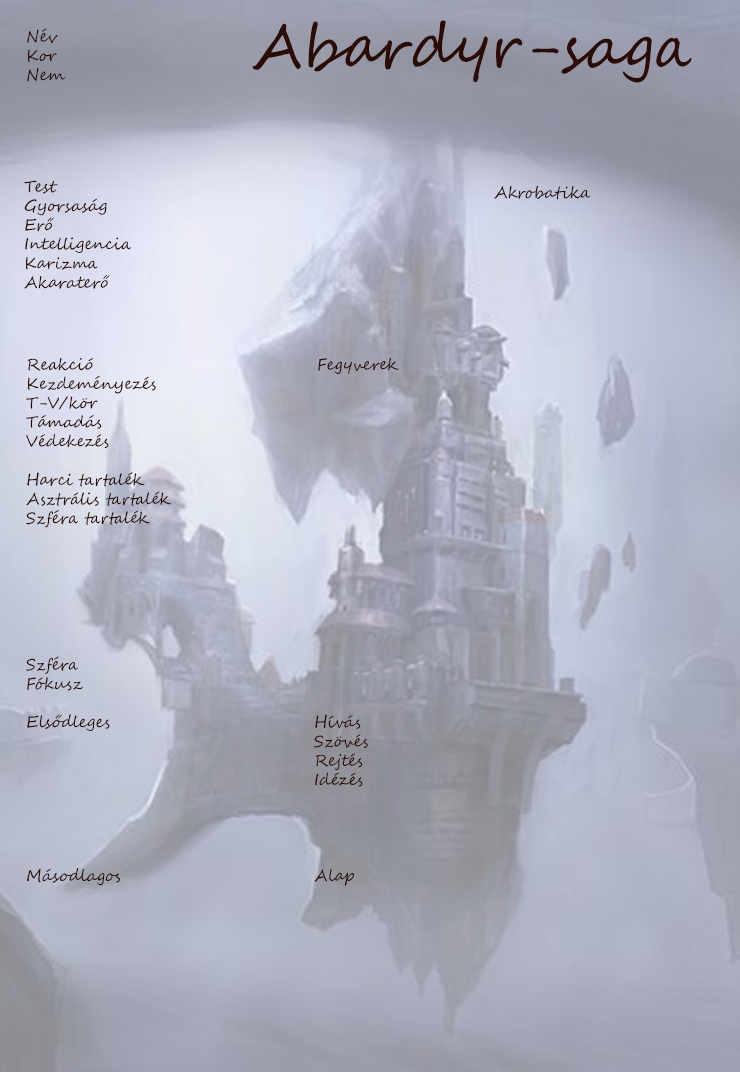 Abardyr-saga
Név
Kor
Nem
Test
Gyorsaság
Erő
Intelligencia
Karizma
Akaraterő
Akrobatika
Reakció
Kezdeményezés
T-V/kör
Támadás
Védekezés
Fegyverek
Harci tartalék
Asztrális tartalék
Szféra tartalék
Szféra
Fókusz
Elsődleges
Hívás
Szövés
Rejtés
Idézés
Másodlagos
Alap